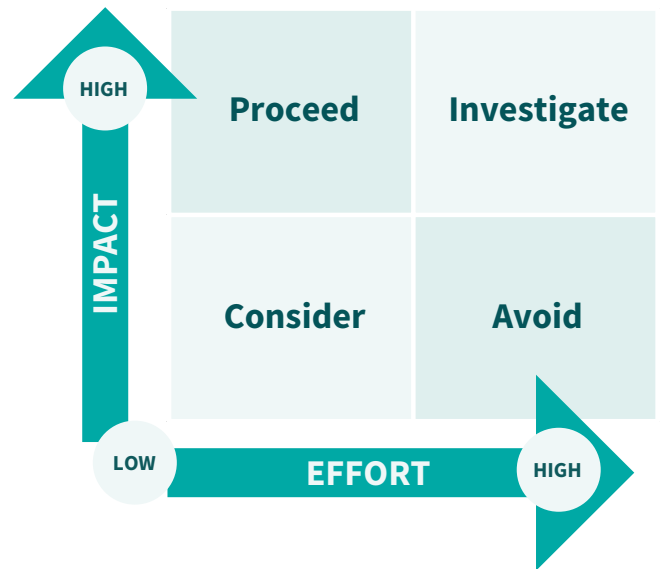 HIGH
Proceed
Investigate
IMPACT
Consider
Avoid
LOW
EFFORT
HIGH